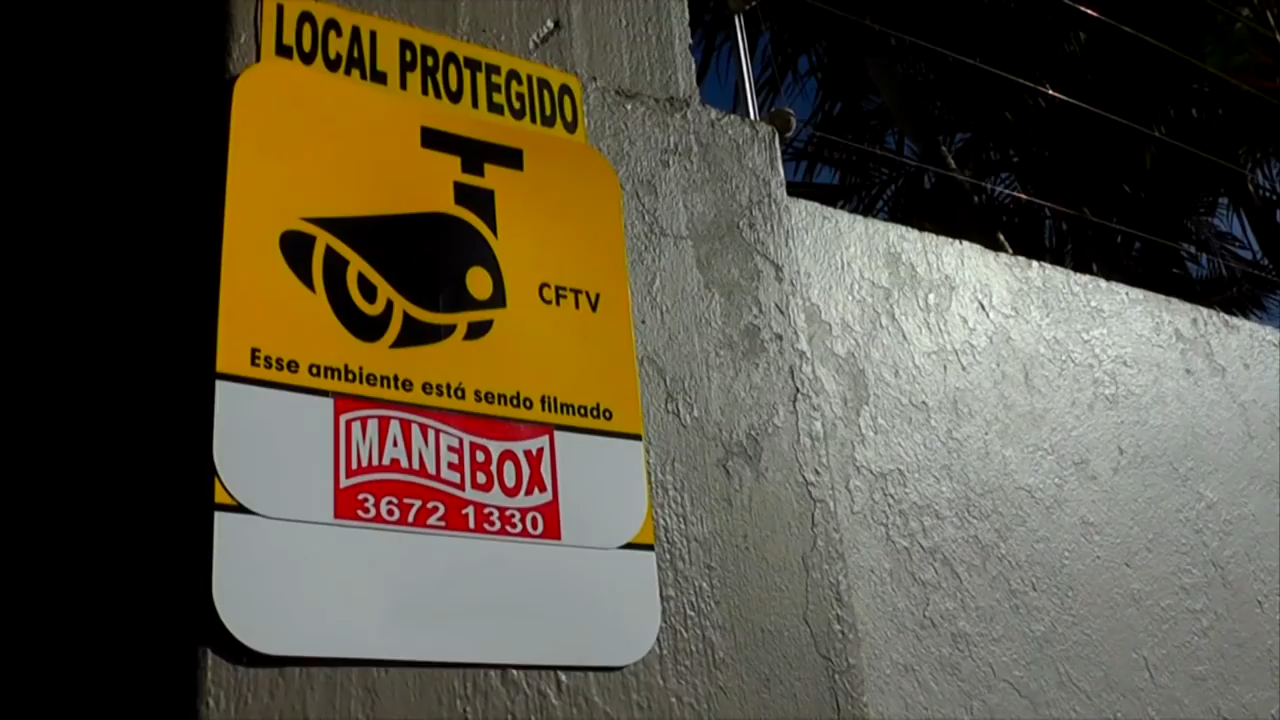 LOCAL PROTEGIDO
CFTV
Esse ambiente está sendo filmado
MANEBOX
3672 1330